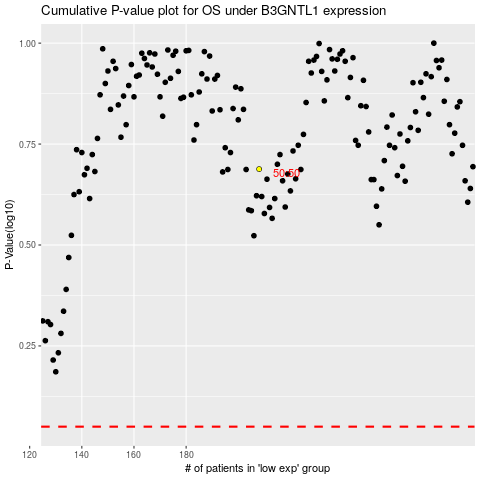 Cumulative P-value plot for OS under B3GNTL1 expression
P-Value(log10)
1.00
0.75
0.50
0.25
50:50
120 140 160 180
# of patients in 'low exp' group